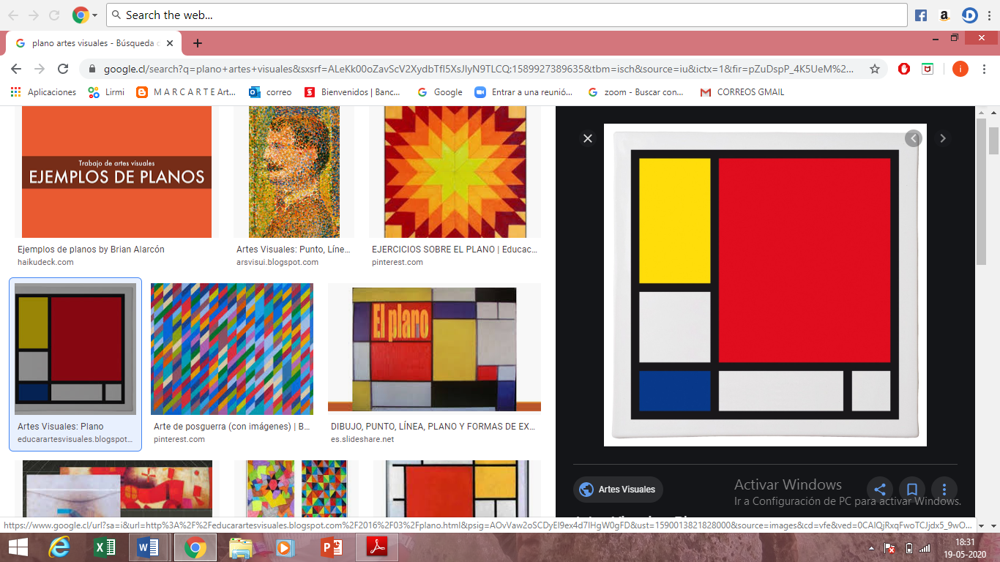 Search the web...
plano artes visuales - Búsqueda
google.cl/search?q=plano+artes+visuales&sxsrf=ALeKk00oZavScV2XydbTfI5XsJIyN9TLCQ:1589927389635&tbm=isch&source=iu&ictx=1&fir=pZuDspP_4K5UeM%2...
Aplicaciones Lirmi M A R C A R T E Art... correo Bienvenidos | Banc... Google Entrar a una reunió... zoom - Buscar con... CORREOS GMAIL
Trabajo de artes visuales
EJEMPLOS DE PLANOS
Ejemplos de planos by Brian Alarcón
haikudeck.com
Artes Visuales: Punto, Líne...
arsvisui.blogspot.com
EJERCICIOS SOBRE EL PLANO | Educac...
pinterest.com
El plano
Artes Visuales: Plano
educarartesvisuales.blogspot...
Arte de posguerra (con imágenes) | B...
pinterest.com
DIBUJO, PUNTO, LÍNEA, PLANO Y FORMAS DE EX...
es.slideshare.net
Artes Visuales
Activar Windows
Ir a Configuración de PC para activar Windows.
https://www.google.cl/url?sa=i&url=http%3A%2F%2Feducarartesvisuales.blogspot.com%2F2016%2F03%2Fplano.html&psig=AOvVaw2oSCDyEI9ex4d7IHgW0gFD&ust=1590013821828000&source=images&cd=vfe&ved=0CAIQjRxqFwoTCJjdx5_9wO...
18:31
19-05-2020